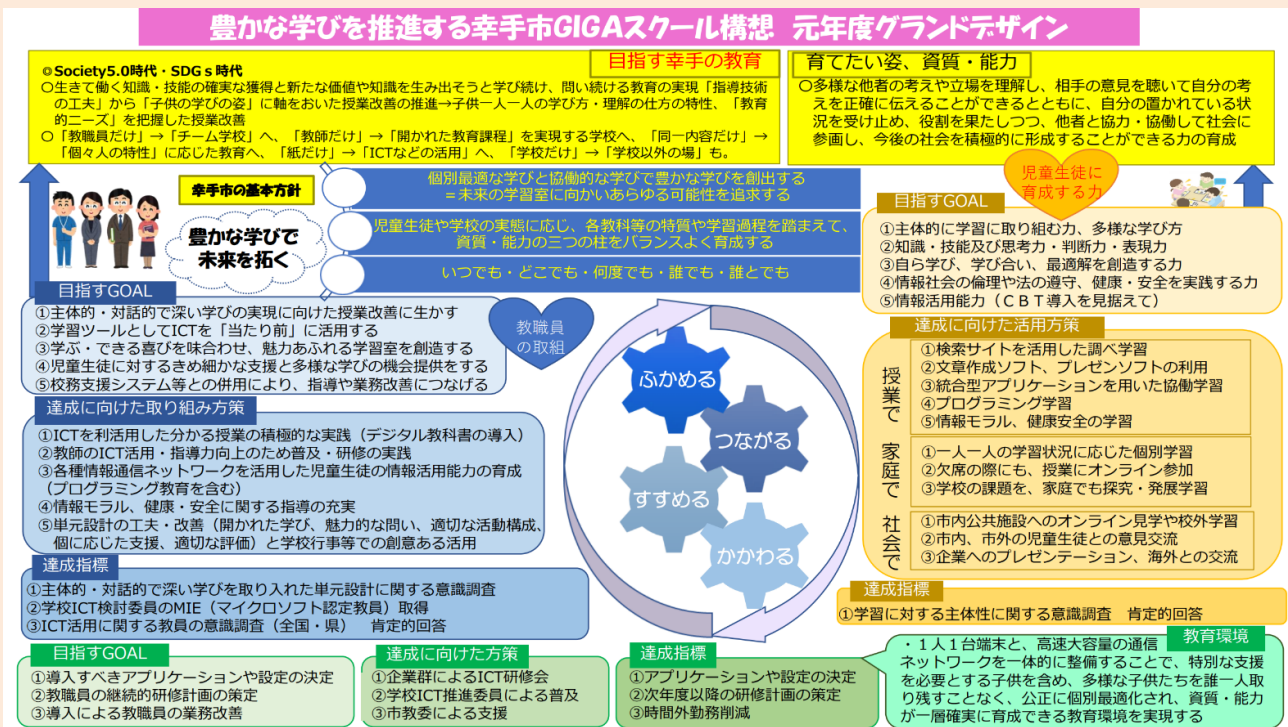 豊かな学びを推進する幸手市GIGAスクール構想 元年度グランドデザイン
目指す幸手の教育
◎Society5.0時代・SDGs時代
○生きて働く知識・技能の確実な獲得と新たな価値や知識を生み出そうと学び続け、問い続ける教育の実現「指導技術
の工夫」から「子供の学びの姿」に軸をおいた授業改善の推進→子供一人一人の学び方・理解の仕方の特性、「教育
的ニーズ」を把握した授業改善
○「教職員だけ」→「チーム学校」へ、「教師だけ」→「開かれた教育課程」を実現する学校へ、「同一内容だけ」→
「個々人の特性」に応じた教育へ、「紙だけ」→「ICTなどの活用」へ、「学校だけ」→「学校以外の場」も。
育てたい姿、資質・能力
○多様な他者の考えや立場を理解し、相手の意見を聴いて自分の考
えを正確に伝えることができるとともに、自分の置かれている状
況を受け止め、役割を果たしつつ、他者と協力・協働して社会に
参画し、今後の社会を積極的に形成することができる力の育成
幸手市の基本方針
豊かな学びで
未来を拓く
個別最適な学びと協働的な学びで豊かな学びを創出する
＝未来の学習室に向かいあらゆる可能性を追求する
児童生徒や学校の実態に応じ、各教科等の特質や学習過程を踏まえて、
資質・能力の三つの柱をバランスよく育成する
いつでも・どこでも・何度でも・誰でも・誰とでも
教職員
の取組
目指すGOAL
①主体的・対話的で深い学びの実現に向けた授業改善に生かす
②学習ツールとしてICTを「当たり前」に活用する
③学ぶ・できる喜びを味合わせ、魅力あふれる学習室を創造する
④児童生徒に対するきめ細かな支援と多様な学びの機会提供をする
⑤校務支援システム等との併用により、指導や業務改善につなげる
達成に向けた取り組み方策
①ICTを利活用した分かる授業の積極的な実践（デジタル教科書の導入）
②教師のICT活用・指導力向上のため普及・研修の実践
③各種情報通信ネットワークを活用した児童生徒の情報活用能力の育成
（プログラミング教育を含む）
④情報モラル、健康・安全に関する指導の充実
⑤単元設計の工夫・改善（開かれた学び、魅力的な問い、適切な活動構成、
個に応じた支援、適切な評価）と学校行事等での創意ある活用
達成指標
①主体的・対話的で深い学びを取り入れた単元設計に関する意識調査
②学校ICT検討委員のMIE（マイクロソフト認定教員）取得
③ICT活用に関する教員の意識調査（全国・県） 肯定的回答
ふかめる
つながる
すすめる
かかわる
児童生徒に
育成する力
目指すGOAL
①主体的に学習に取り組む力、多様な学び方
②知識・技能及び思考力・判断力・表現力
③自ら学び、学び合い、最適解を創造する力
④情報社会の倫理や法の遵守、健康・安全を実践する力
⑤情報活用能力（ＣＢＴ導入を見据えて）
達成に向けた活用方策
授業で
①検索サイトを活用した調べ学習
②文章作成ソフト、プレゼンソフトの利用
③統合型アプリケーションを用いた協働学習
④プログラミング学習
⑤情報モラル、健康安全の学習
家庭で
①一人一人の学習状況に応じた個別学習
②欠席の際にも、授業にオンライン参加
③学校の課題を、家庭でも探究・発展学習
社会で
①市内公共施設へのオンライン見学や校外学習
②市内、市外の児童生徒との意見交流
③企業へのプレゼンテーション、海外との交流
達成指標
①学習に対する主体性に関する意識調査 肯定的回答
目指すGOAL
①導入すべきアプリケーションや設定の決定
②教職員の継続的研修計画の策定
③導入による教職員の業務改善
達成に向けた方策
①企業群によるICT研修会
②学校ICT推進委員による普及
③市教委による支援
達成指標
①アプリケーションや設定の決定
②次年度以降の研修計画の策定
③時間外勤務削減
教育環境
・１人１台端末と、高速大容量の通信
ネットワークを一体的に整備することで、特別な支援
を必要とする子供を含め、多様な子供たちを誰一人取
り残すことなく、公正に個別最適化され、資質・能力
が一層確実に育成できる教育環境を実現する